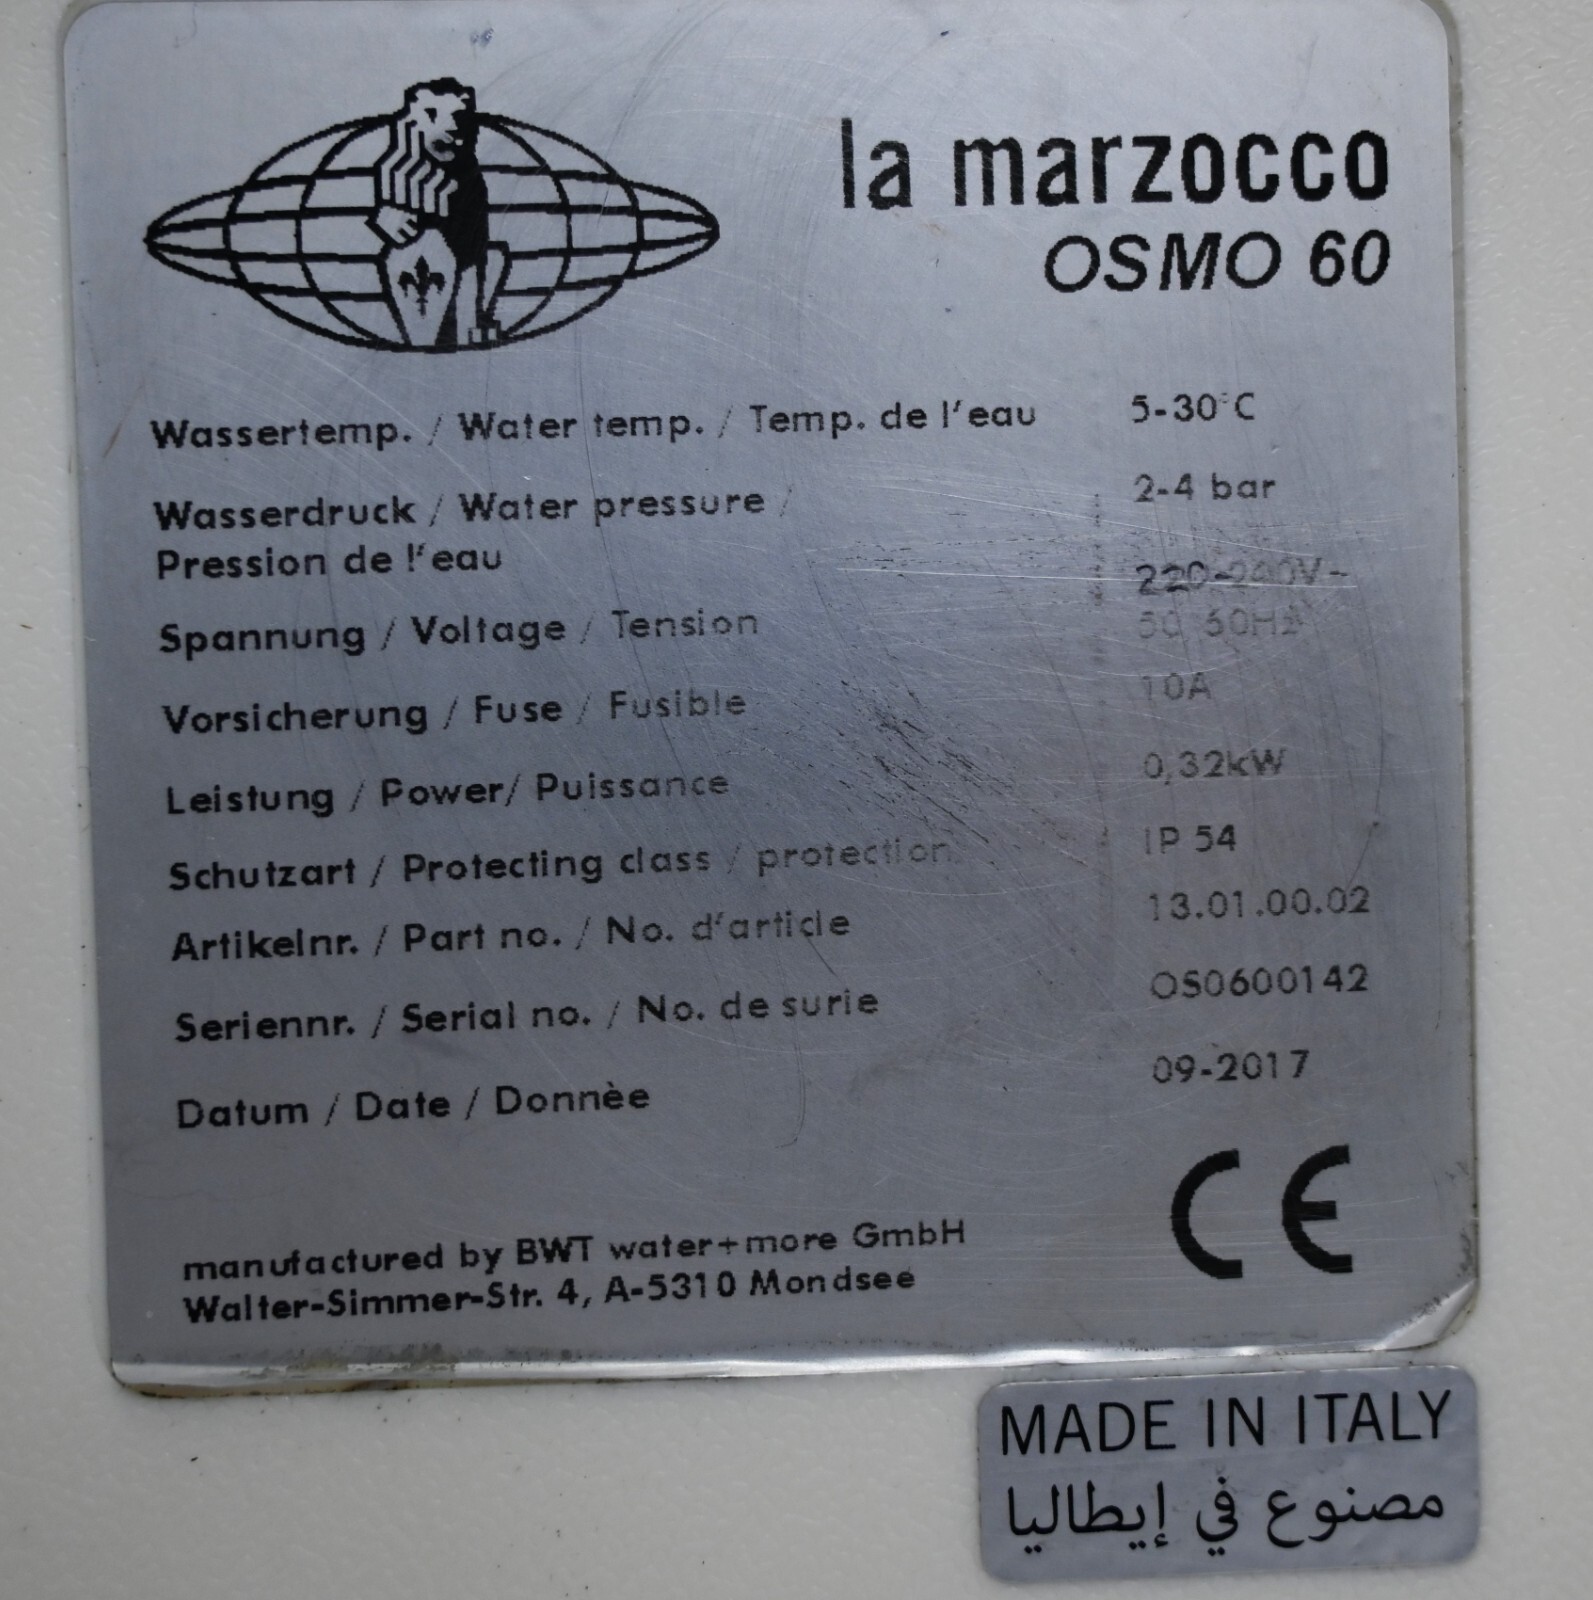 la marzocco
OSMO 60
Wassertemp. / Water temp. / Temp. de l'eau 5-30°C
Wasserdruck / Water pressure / 2-4 bar
Pression de l'eau
Spannung / Voltage / Tension 220-240V~
50/60Hz
Vorsicherung / Fuse / Fusible 10A
Leistung / Power/ Puissance 0,32kW
Schutzart / Protecting class / protection IP 54
Artikelnr. / Part no. / No. d'article 13.01.00.02
Seriennr. / Serial no. / No. de surie OS0600142
Datum / Date / Donnèe 09-2017
CE
manufactured by BWT water+more GmbH
Walter-Simmer-Str. 4, A-5310 Mondsee
MADE IN ITALY
مصنوع في إيطاليا